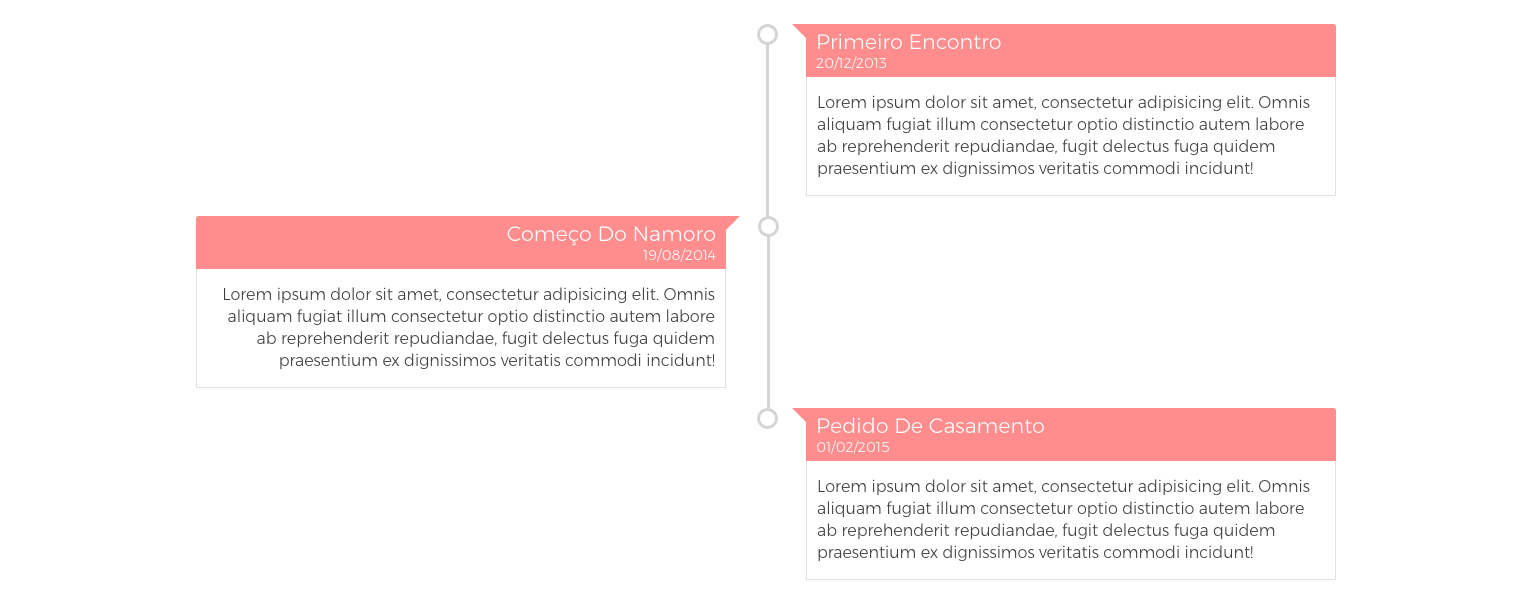 Primeiro Encontro
20/12/2013
Lorem ipsum dolor sit amet, consectetur adipisicing elit. Omnis
aliquam fugiat illum consectetur optio distinctio autem labore
ab reprehenderit repudiandae, fugit delectus fuga quidem
praesentium ex dignissimos veritatis commodi incidunt!
Começo Do Namoro
19/08/2014
Lorem ipsum dolor sit amet, consectetur adipisicing elit. Omnis
aliquam fugiat illum consectetur optio distinctio autem labore
ab reprehenderit repudiandae, fugit delectus fuga quidem
praesentium ex dignissimos veritatis commodi incidunt!
Pedido De Casamento
01/02/2015
Lorem ipsum dolor sit amet, consectetur adipisicing elit. Omnis
aliquam fugiat illum consectetur optio distinctio autem labore
ab reprehenderit repudiandae, fugit delectus fuga quidem
praesentium ex dignissimos veritatis commodi incidunt!